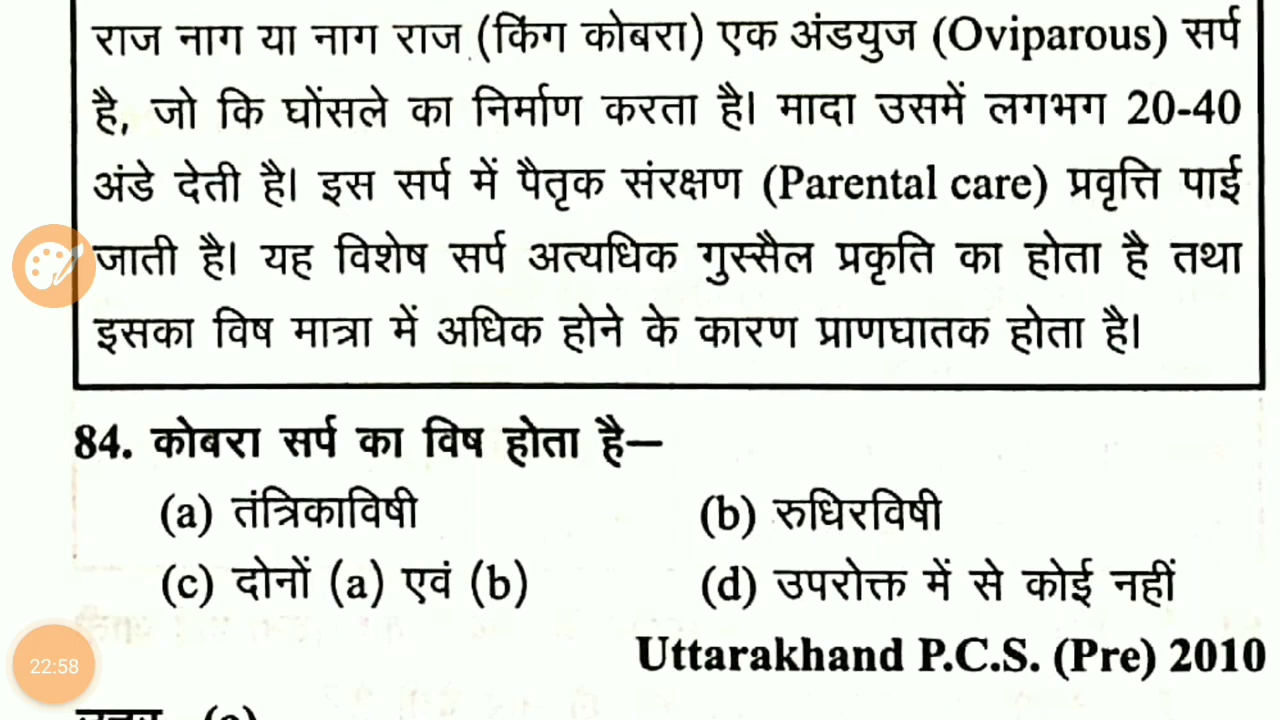 राज नाग या नाग राज (किंग कोबरा) एक अंडयुज (Oviparous) सर्प
है, जो कि घोंसले का निर्माण करता है। मादा उसमें लगभग 20-40
अंडे देती है। इस सर्प में पैतृक संरक्षण (Parental care) प्रवृत्ति पाई
जाती है। यह विशेष सर्प अत्यधिक गुस्सैल प्रकृति का होता है तथा
इसका विष मात्रा में अधिक होने के कारण प्राणघातक होता है।
84. कोबरा सर्प का विष होता है—
(a) तंत्रिकाविषी (b) रुधिरविषी
(c) दोनों (a) एवं (b) (d) उपरोक्त में से कोई नहीं
Uttarakhand P.C.S. (Pre) 2010
22:58